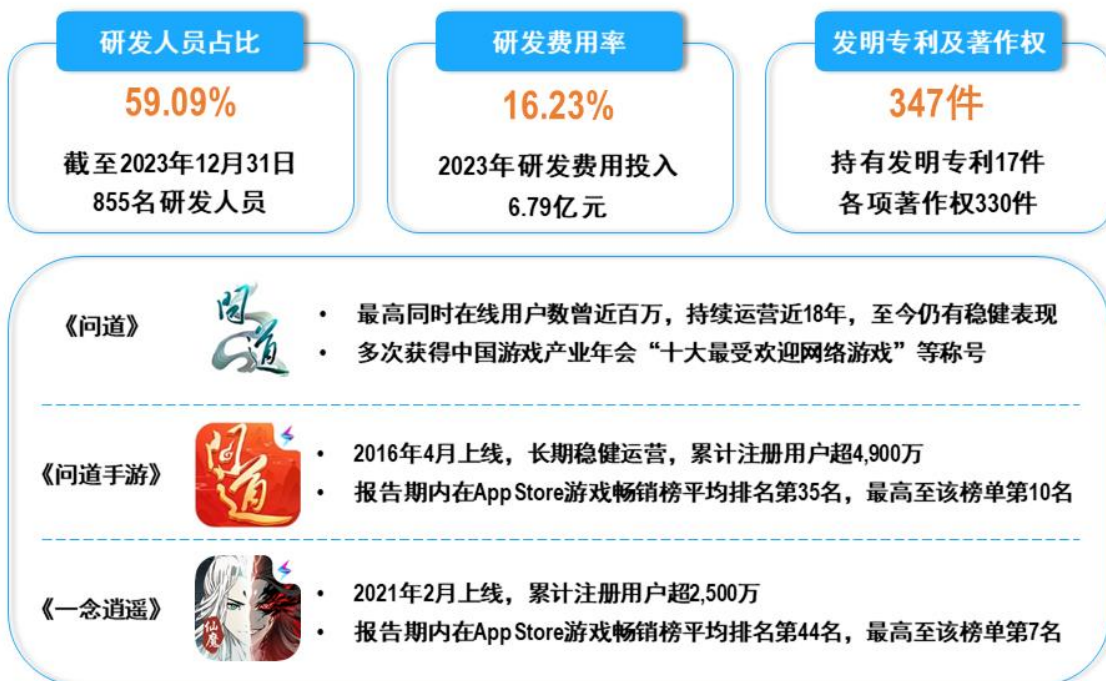 研发人员占比
59.09%
截至2023年12月31日
855名研发人员
研发费用率
16.23%
2023年研发费用投入
6.79亿元
发明专利及著作权
347件
持有发明专利17件
各项著作权330件
《问道》
问道
• 最高同时在线用户数曾近百万，持续运营近18年，至今仍有稳健表现
• 多次获得中国游戏产业年会“十大最受欢迎网络游戏”等称号
《问道手游》
问道
• 2016年4月上线，长期稳健运营，累计注册用户超4,900万
• 报告期内在App Store游戏畅销榜平均排名第35名，最高至该榜单第10名
《一念逍遥》
仙魔
• 2021年2月上线，累计注册用户超2,500万
• 报告期内在App Store游戏畅销榜平均排名第44名，最高至该榜单第7名